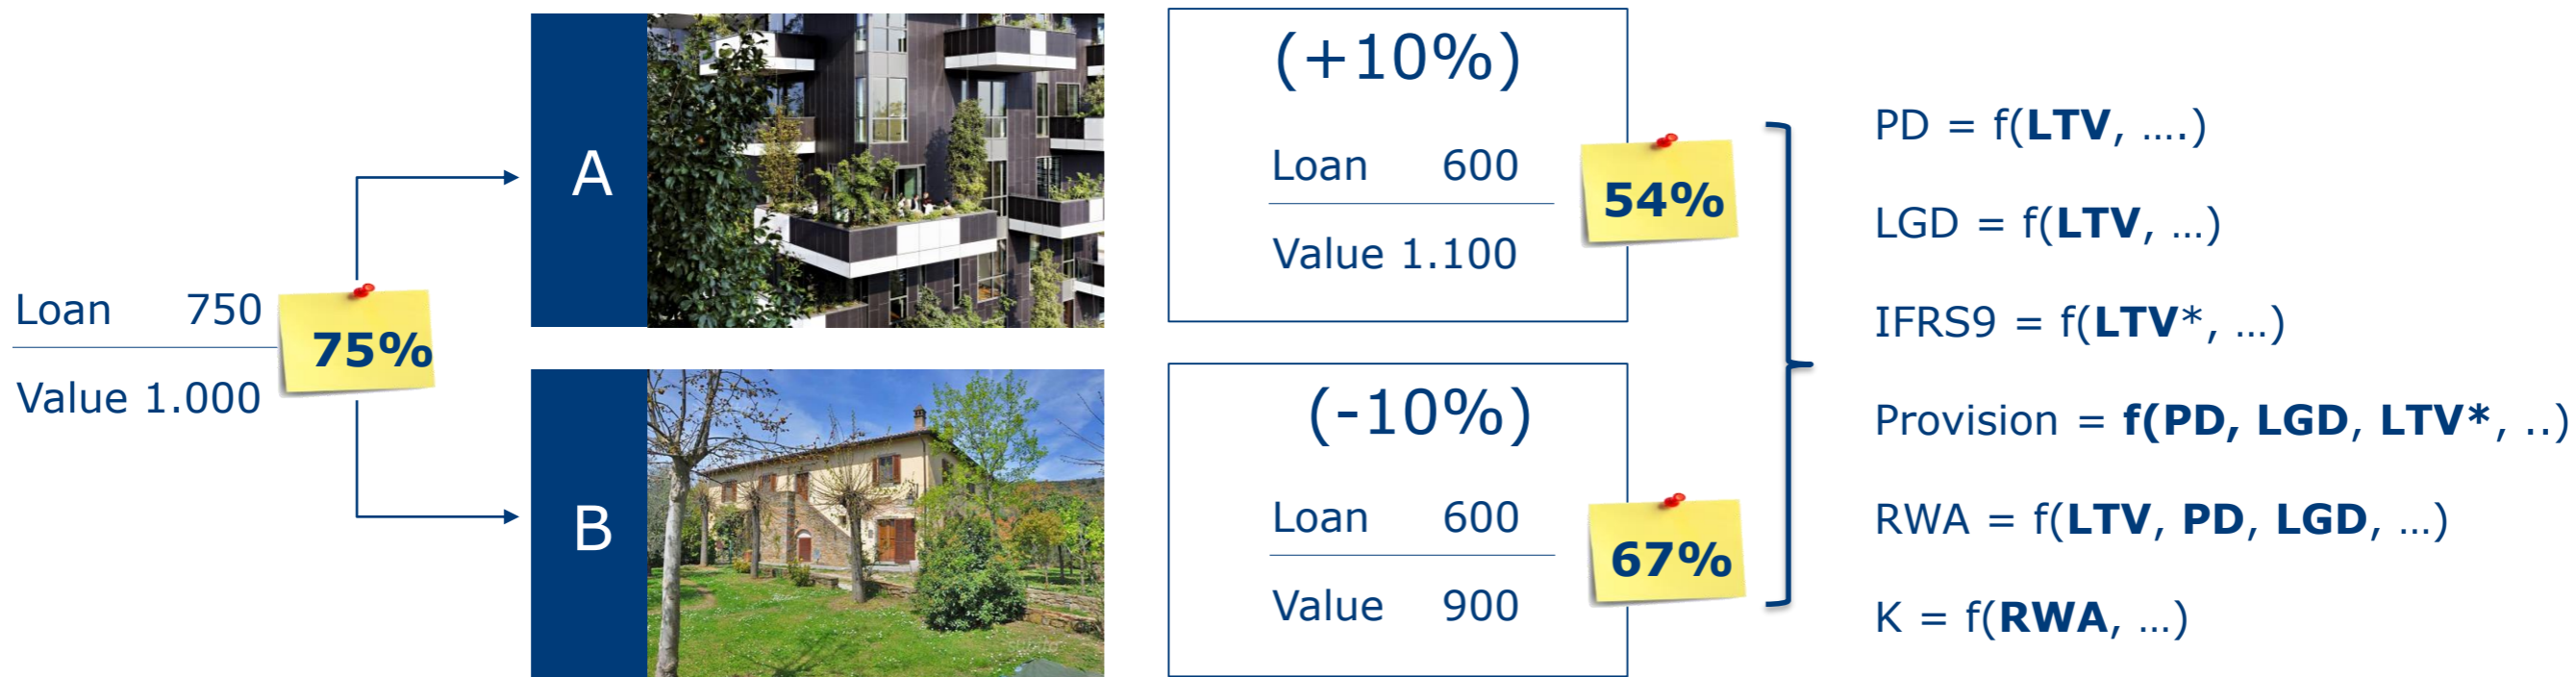 Loan 750
75%
Value 1.000
A
(+10%)
Loan 600
54%
Value 1.100
B
(-10%)
Loan 600
67%
Value 900
PD = f(LTV, ....)
LGD = f(LTV, ...)
IFRS9 = f(LTV*, ...)
Provision = f(PD, LGD, LTV*, ..)
RWA = f(LTV, PD, LGD, ...)
K = f(RWA, ...)